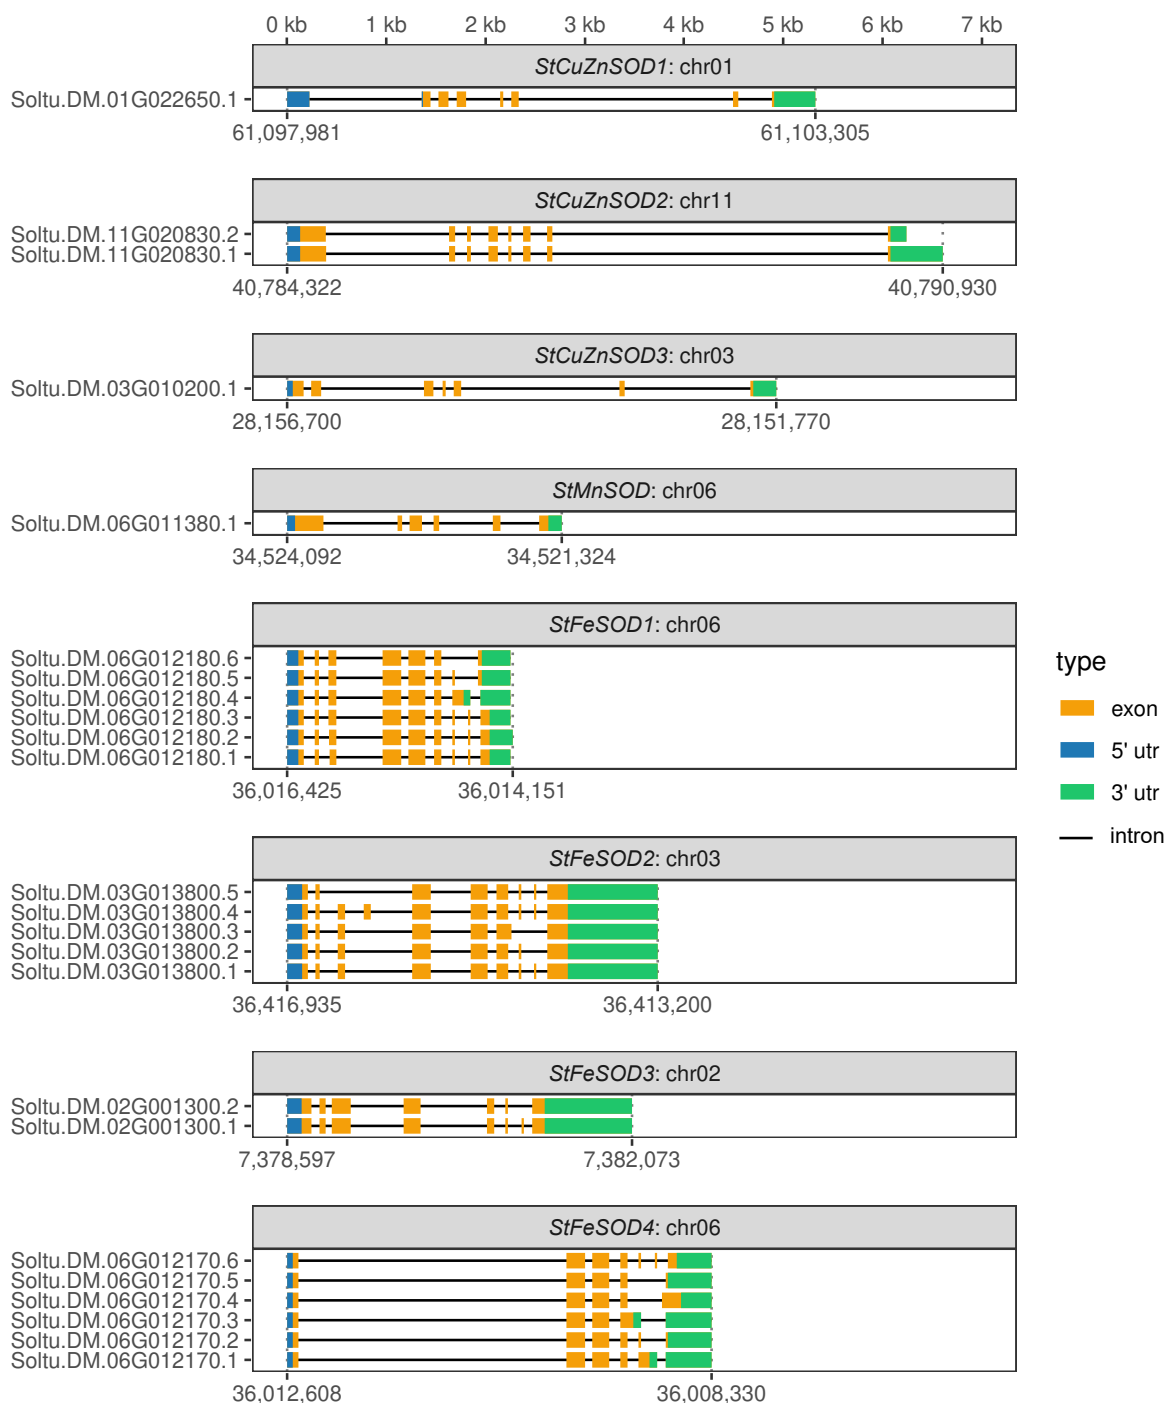 0 kb 1 kb 2 kb 3 kb 4 kb 5 kb 6 kb 7 kb
StCuZnSOD1: chr01
Soltu.DM.01G022650.1
61,097,981 61,103,305
StCuZnSOD2: chr11
Soltu.DM.11G020830.2
Soltu.DM.11G020830.1
40,784,322 40,790,930
StCuZnSOD3: chr03
Soltu.DM.03G010200.1
28,156,700 28,151,770
StMnSOD: chr06
Soltu.DM.06G011380.1
34,524,092 34,521,324
StFeSOD1: chr06
Soltu.DM.06G012180.6
Soltu.DM.06G012180.5
Soltu.DM.06G012180.4
Soltu.DM.06G012180.3
Soltu.DM.06G012180.2
Soltu.DM.06G012180.1
36,016,425 36,014,151
StFeSOD2: chr03
Soltu.DM.03G013800.5
Soltu.DM.03G013800.4
Soltu.DM.03G013800.3
Soltu.DM.03G013800.2
Soltu.DM.03G013800.1
36,416,935 36,413,200
StFeSOD3: chr02
Soltu.DM.02G001300.2
Soltu.DM.02G001300.1
7,378,597 7,382,073
StFeSOD4: chr06
Soltu.DM.06G012170.6
Soltu.DM.06G012170.5
Soltu.DM.06G012170.4
Soltu.DM.06G012170.3
Soltu.DM.06G012170.2
Soltu.DM.06G012170.1
36,012,608 36,008,330
type
exon
5' utr
3' utr
intron